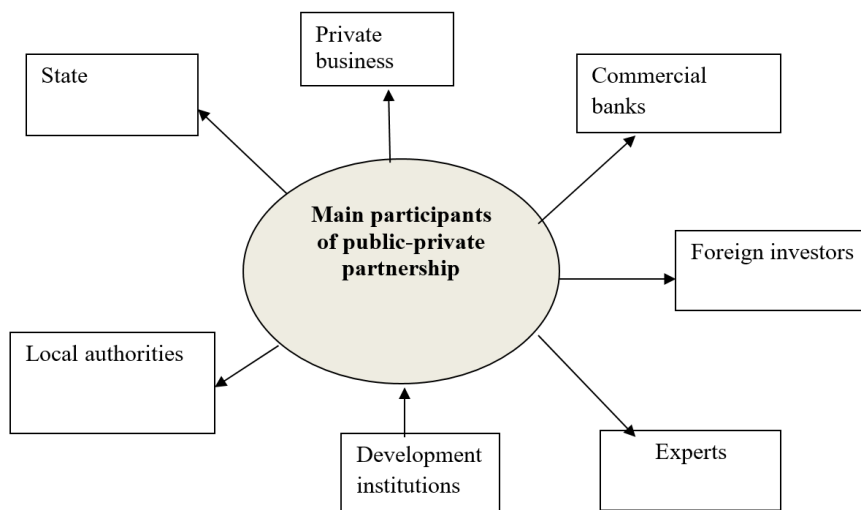 Private
business
State
Commercial
banks
Main participants
of public-private
partnership
Foreign investors
Local authorities
Development
institutions
Experts